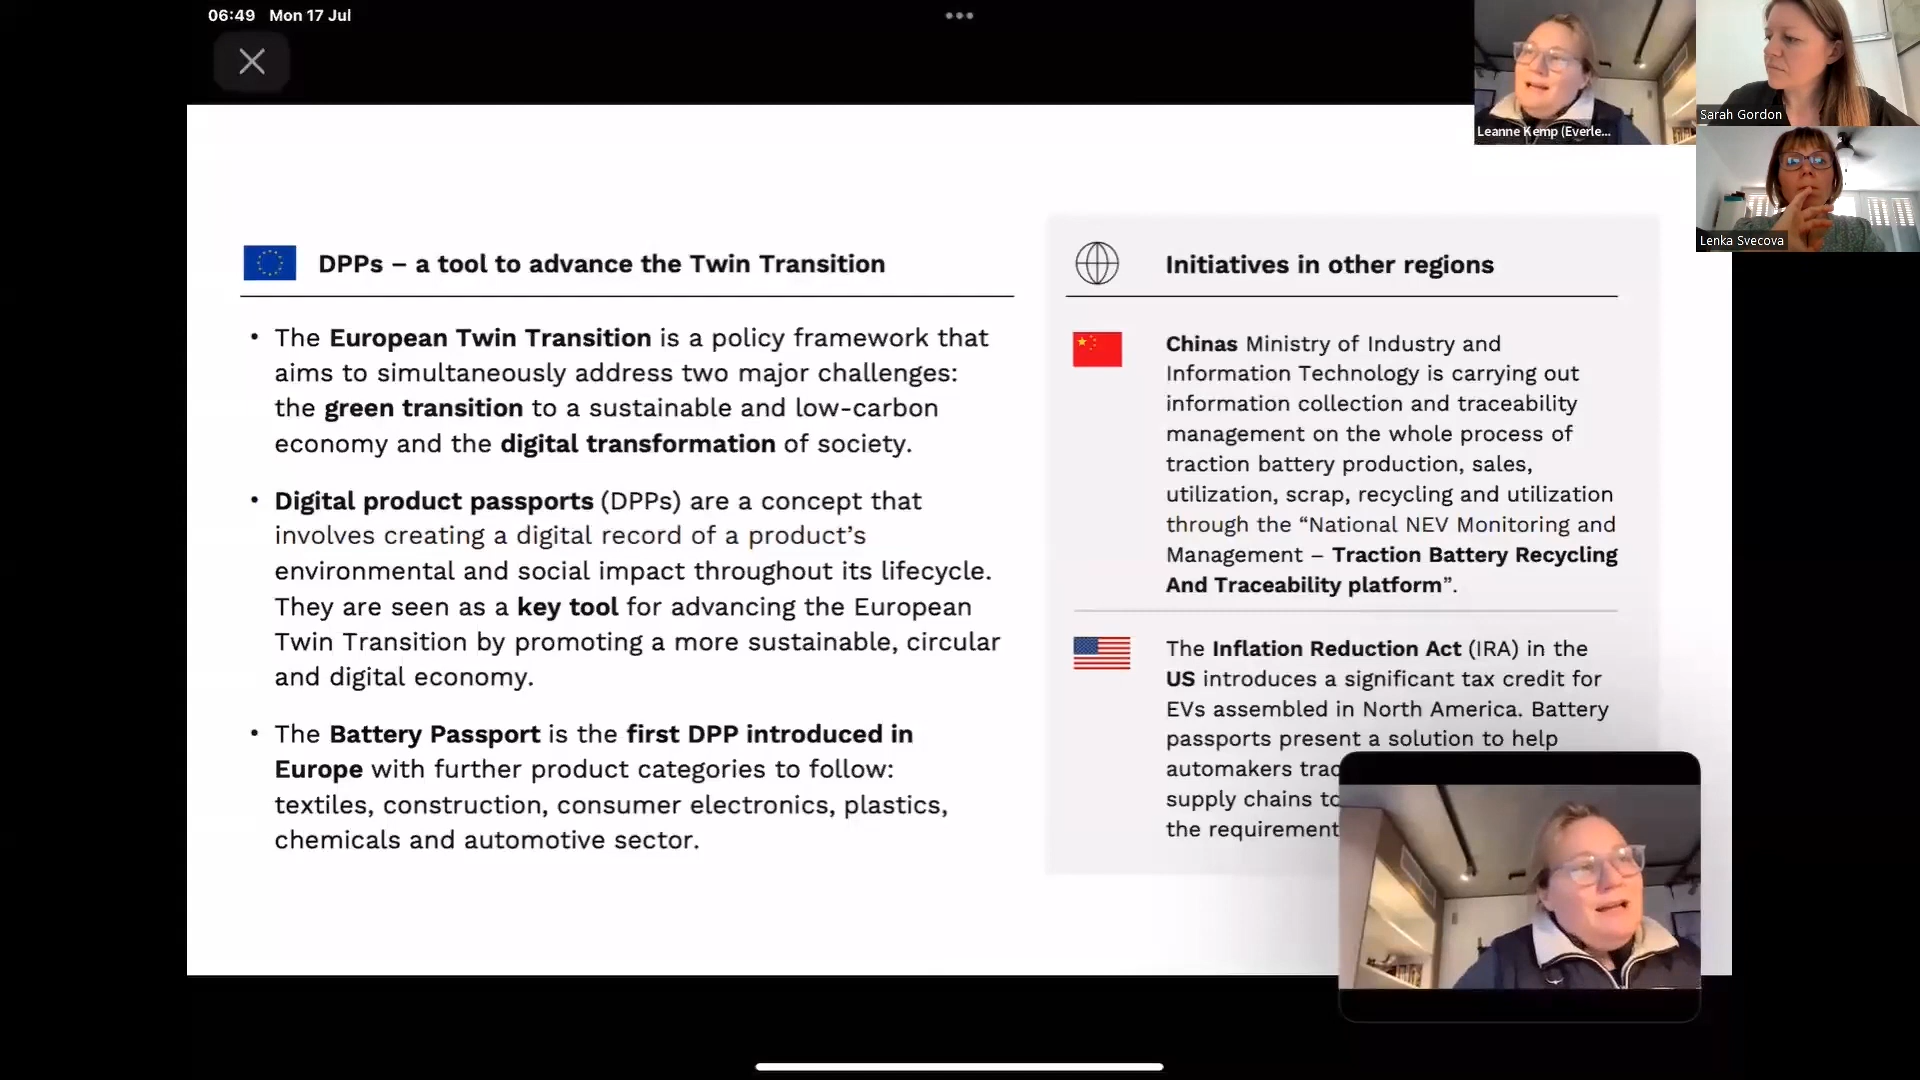 06:49 Mon 17 Jul
Leanne Kemp (Everle...
Sarah Gordon
Lenka Svecova
DPPs – a tool to advance the Twin Transition
• The European Twin Transition is a policy framework that
aims to simultaneously address two major challenges:
the green transition to a sustainable and low-carbon
economy and the digital transformation of society.
• Digital product passports (DPPs) are a concept that
involves creating a digital record of a product’s
environmental and social impact throughout its lifecycle.
They are seen as a key tool for advancing the European
Twin Transition by promoting a more sustainable, circular
and digital economy.
• The Battery Passport is the first DPP introduced in
Europe with further product categories to follow:
textiles, construction, consumer electronics, plastics,
chemicals and automotive sector.
Initiatives in other regions
Chinas Ministry of Industry and
Information Technology is carrying out
information collection and traceability
management on the whole process of
traction battery production, sales,
utilization, scrap, recycling and utilization
through the “National NEV Monitoring and
Management – Traction Battery Recycling
And Traceability platform”.
The Inflation Reduction Act (IRA) in the
US introduces a significant tax credit for
EVs assembled in North America. Battery
passports present a solution to help
automakers
supply chains
the